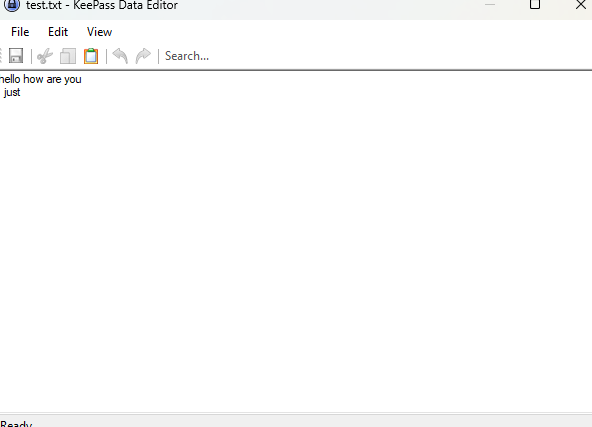 test.txt - KeePass Data Editor
File Edit View
Search...
hello how are you
just
Ready